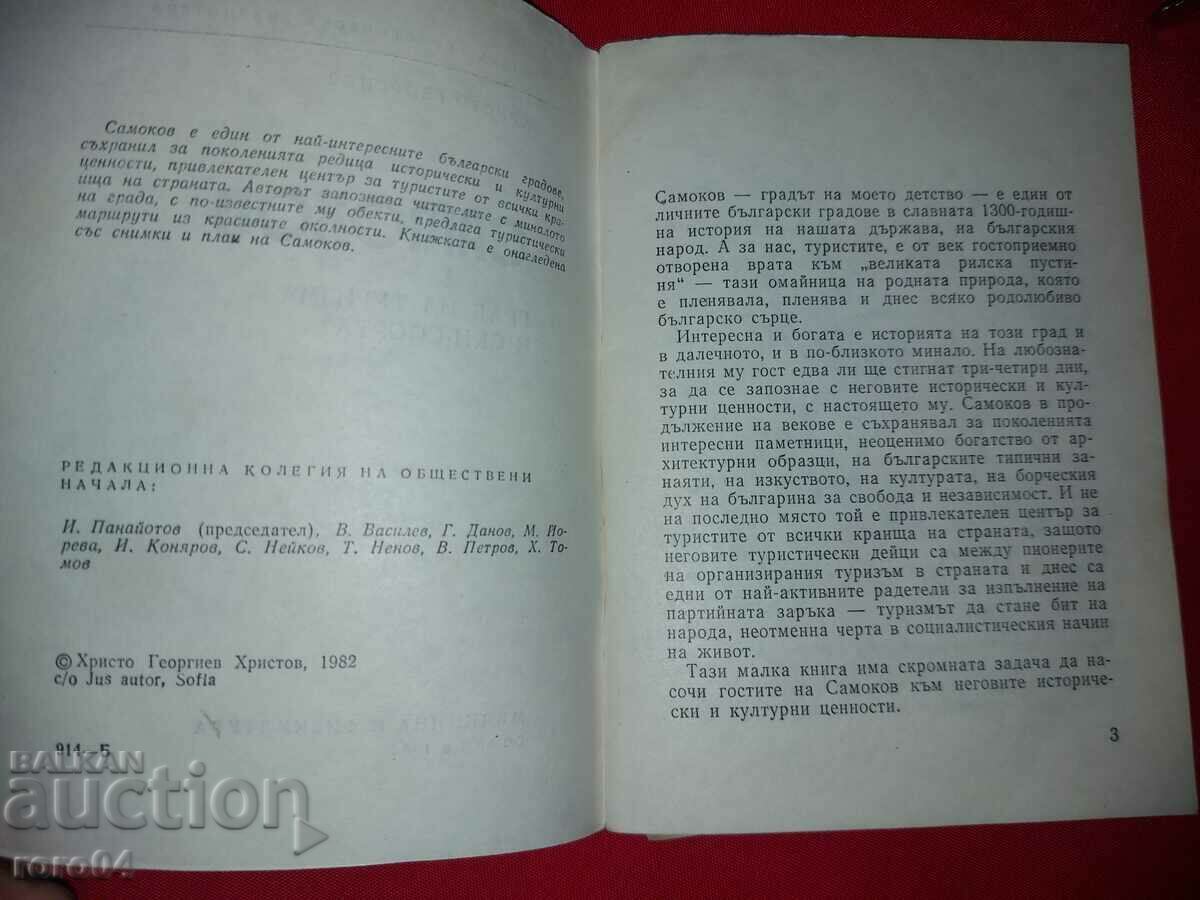 Самоков е един от най-интересните български градове,
съхранил за поколенията редица исторически и културни
ценности, привлекателен център за туристите от всички кра-
ища на страната. Авторът запознава читателите с миналото
на града, с по-известните му обекти, предлага туристически
маршрути из красивите околности. Книжката е онагледена
със снимки и план на Самоков.
РЕДАКЦИОННА КОЛЕГИЯ НА ОБЩЕСТВЕНИ
НАЧАЛА:
И. Панайотов (председател), В. Василев, Г. Данов, М. Йо-
рева, И. Коняров, С. Нейков, Т. Ненов, В. Петров, Х. То-
мов
© Христо Георгиев Христов, 1982
c/o Jus autor, Sofia
914—Б
Самоков — градът на моето детство — е един от
личните български градове в славната 1300-годиш-
на история на нашата държава, на българския
народ. А за нас, туристите, е от век гостоприемно
отворена врата към „великата рилска пусти-
ня“ — тази омайница на родната природа, която
е пленявала, пленява и днес всяко родолюбиво
българско сърце.
Интересна и богата е историята на този град и
в далечното, и в по-близкото минало. На любозна-
телния му гост едва ли ще стигнат три-четири дни,
за да се запознае с неговите исторически и кул-
турни ценности, с настоящето му. Самоков в про-
дължение на векове е съхранявал за поколенията
интересни паметници, неоценимо богатство от ар-
хитектурни образци, на българските типични за-
наяти, на изкуството, на културата, на борческия
дух на българина за свобода и независимост. И не
на последно място той е привлекателен център за
туристите от всички краища на страната, защото
неговите туристически дейци са между пионерите
на организирания туризъм в страната и днес са
едни от най-активните радетели за изпълнение на
партийната заръка — туризмът да стане бит на
народа, неотменна черта в социалистическия начин
на живот.
Тази малка книга има скромната задача да на-
сочи гостите на Самоков към неговите историче-
ски и културни ценности.
3
BALKAN
auction
roro04